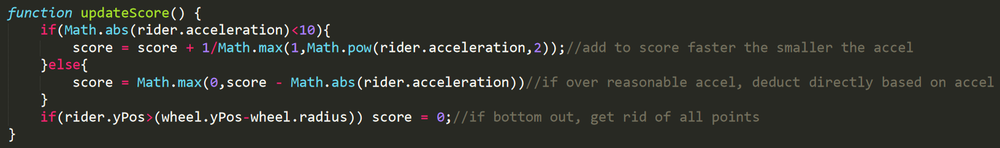 function updateScore() {
    if(Math.abs(rider.acceleration)<10){
        score = score + 1/Math.max(1,Math.pow(rider.acceleration,2));//add to score faster the smaller the accel
    }else{
        score = Math.max(0,score - Math.abs(rider.acceleration))//if over reasonable accel, deduct directly based on accel
    }
    if(rider.yPos>(wheel.yPos-wheel.radius)) score = 0;//if bottom out, get rid of all points
}